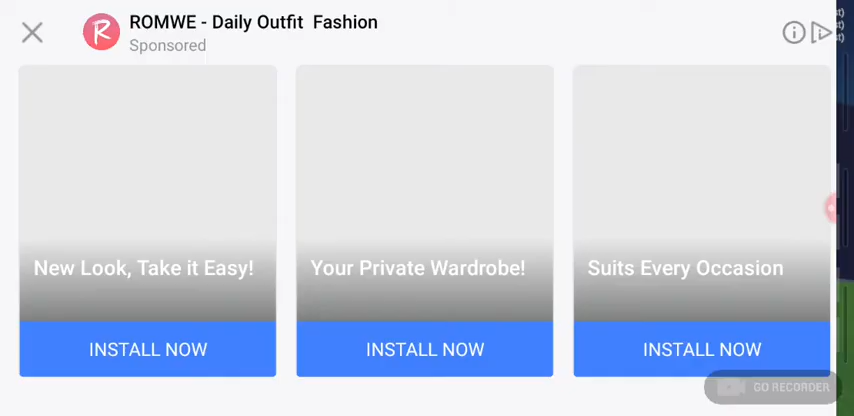 ROMWE - Daily Outfit Fashion
Sponsored
New Look, Take it Easy!
Your Private Wardrobe!
Suits Every Occasion
INSTALL NOW
INSTALL NOW
INSTALL NOW
GO RECORDER